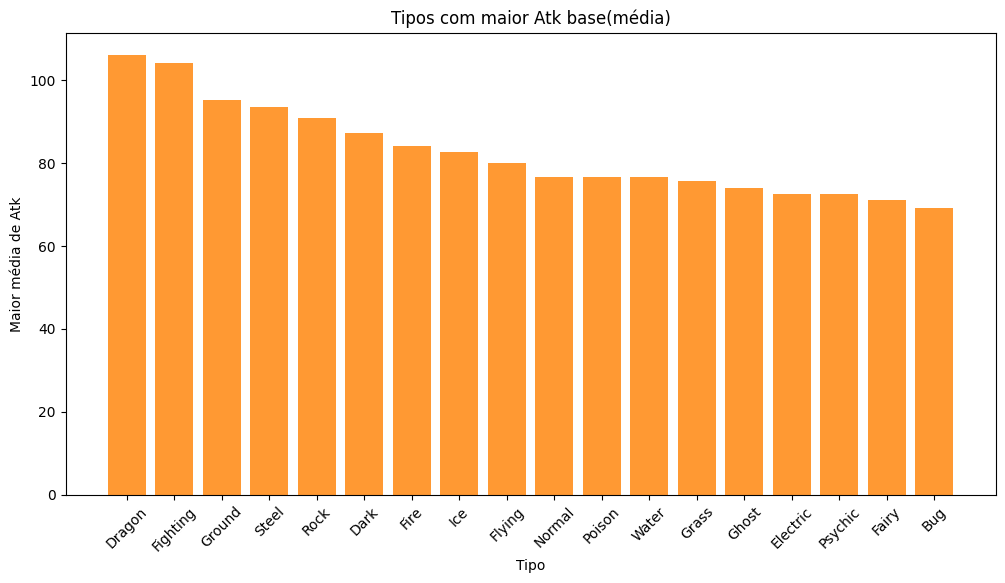 Tipos com maior Atk base(média)
Maior média de Atk
100
80
60
40
20
0
Dragon
Fighting
Ground
Steel
Rock
Dark
Fire
Ice
Flying
Normal
Poison
Water
Grass
Ghost
Electric
Psychic
Fairy
Bug
Tipo